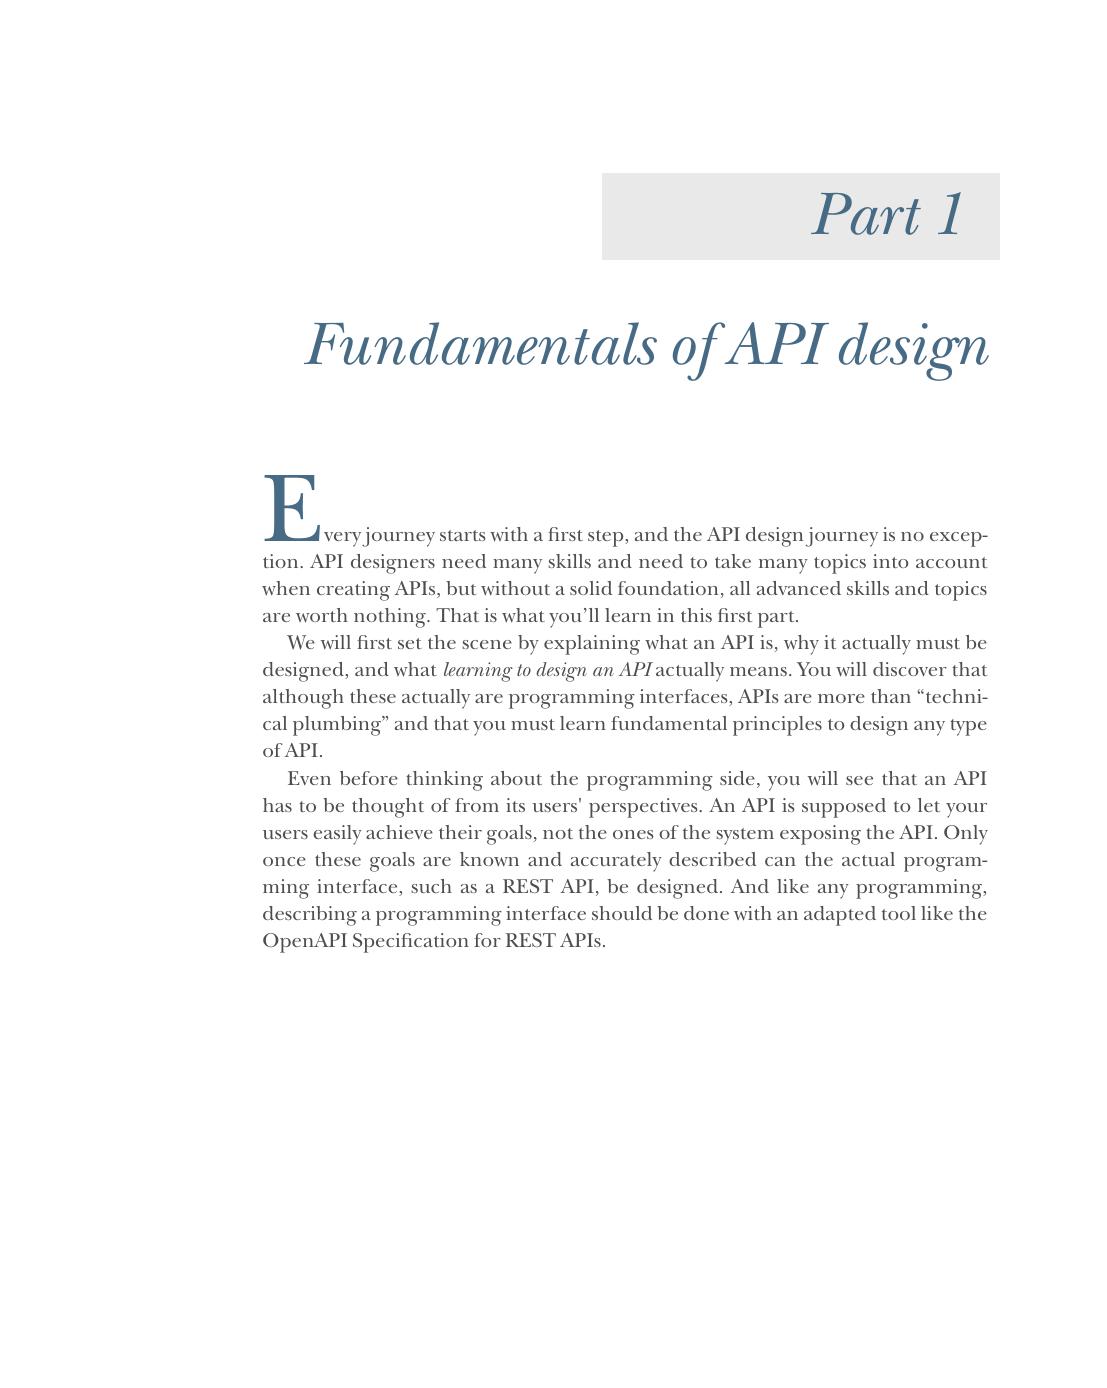 Part 1
Fundamentals of API design
Every journey starts with a first step, and the API design journey is no excep-
tion. API designers need many skills and need to take many topics into account
when creating APIs, but without a solid foundation, all advanced skills and topics
are worth nothing. That is what you’ll learn in this first part.
We will first set the scene by explaining what an API is, why it actually must be
designed, and what learning to design an API actually means. You will discover that
although these actually are programming interfaces, APIs are more than “techni-
cal plumbing” and that you must learn fundamental principles to design any type
of API.
Even before thinking about the programming side, you will see that an API
has to be thought of from its users' perspectives. An API is supposed to let your
users easily achieve their goals, not the ones of the system exposing the API. Only
once these goals are known and accurately described can the actual program-
ming interface, such as a REST API, be designed. And like any programming,
describing a programming interface should be done with an adapted tool like the
OpenAPI Specification for REST APIs.